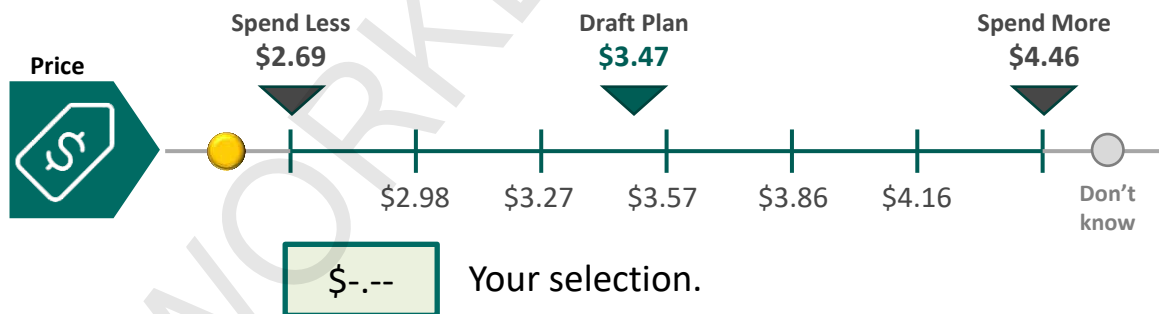 Spend Less
Draft Plan
Spend More
$2.69
$3.47
$4.46
Price
$
$2.98
$3.27
$3.57
$3.86
$4.16
Don't
know
$-.--
Your selection.